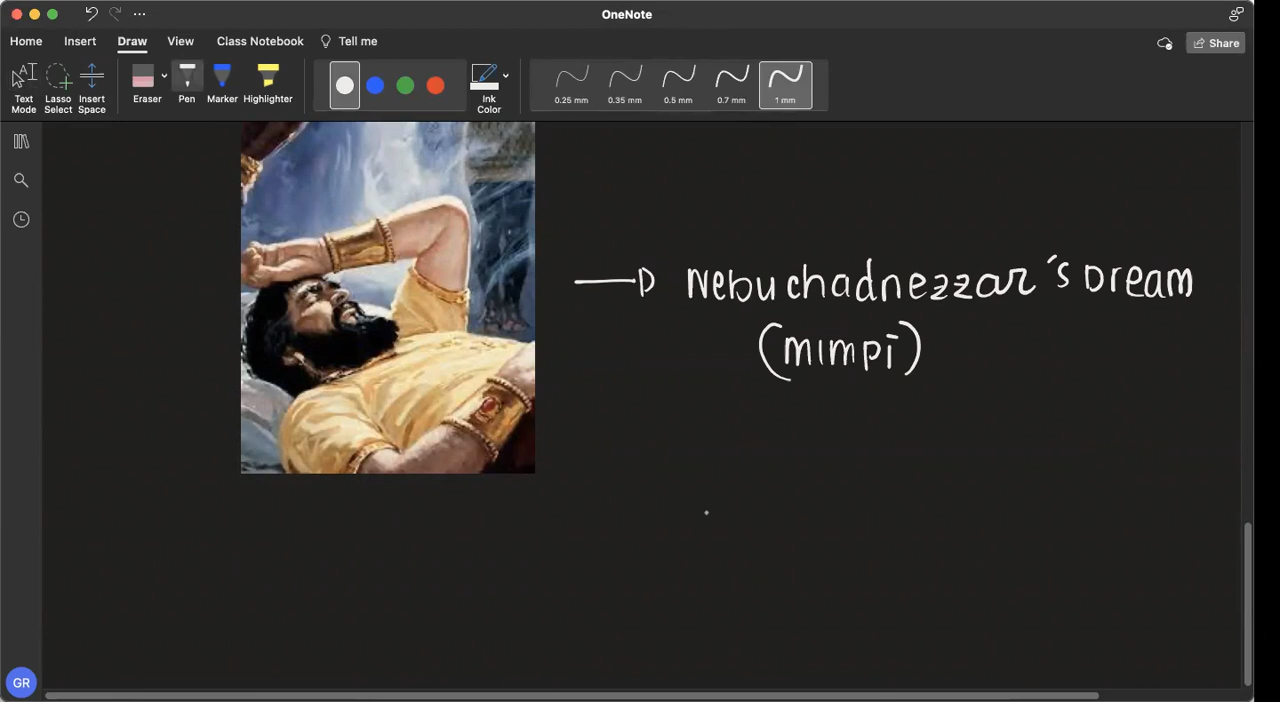 OneNote
Home Insert Draw View Class Notebook Tell me
Share
Text Mode
Lasso Select
Insert Space
Eraser
Pen
Marker
Highlighter
Ink Color
0.25 mm
0.35 mm
0.5 mm
0.7 mm
1 mm
Nebuchadnezzar's Dream
(mimpi)
GR